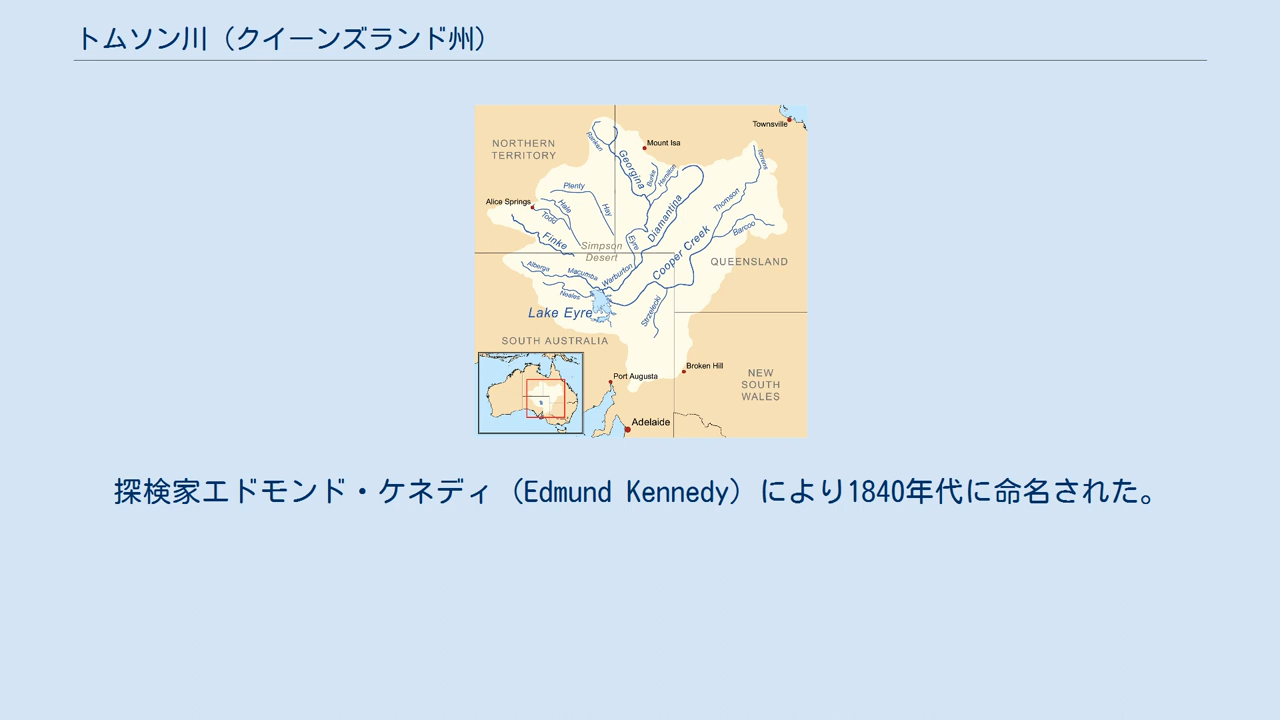 トムソン川（クイーンズランド州）
Townsville
NORTHERN
TERRITORY
Mount Isa
Ranken
Georgina
Burke
Hamilton
Torrens
Plenty
Alice Springs
Hale
Todd
Hay
Thomson
Diamantina
Barcoo
Finke
Simpson
Desert
Eyre
Cooper Creek
QUEENSLAND
Alberga
Macumba
Warburton
Neales
Lake Eyre
Strzelecki
SOUTH AUSTRALIA
Port Augusta
Broken Hill
NEW
SOUTH
WALES
Adelaide
探検家エドモンド・ケネディ（Edmund Kennedy）により1840年代に命名された。